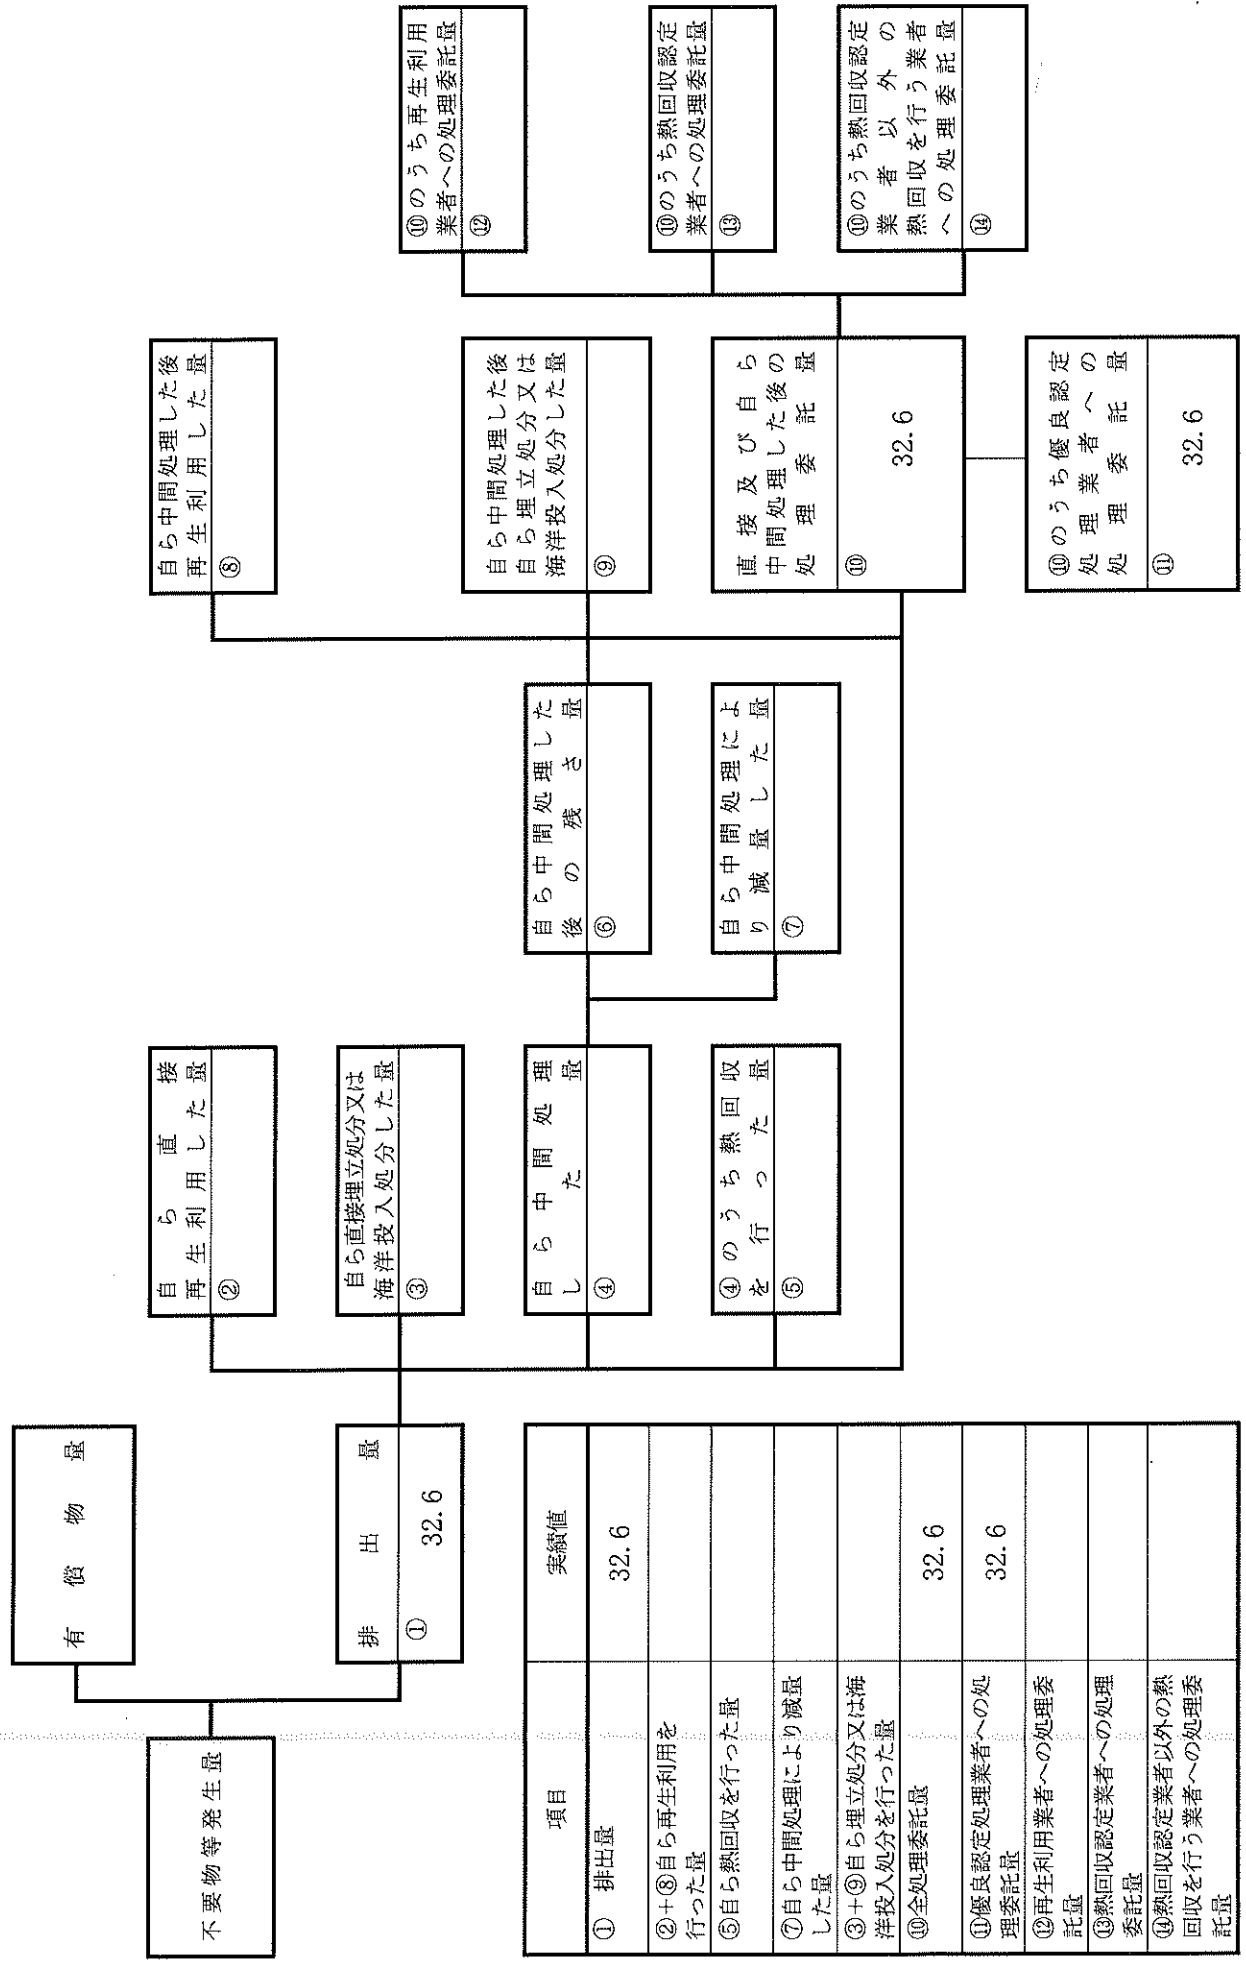 不要物等発生量
有償物量
排出量
① 32.6
自ら直接
再生利用した量
②
自ら直接埋立処分又は
海洋投入処分した量
③
自ら中間処理
した量
④
④のうち熱回収
を行った量
⑤
自ら中間処理した
後の残さ量
⑥
自ら中間処理によ
り減量した量
⑦
自ら中間処理した後
再生利用した量
⑧
自ら中間処理した後
自ら埋立処分又は
海洋投入処分した量
⑨
直接及び自ら
中間処理した後の
処理委託量
⑩ 32.6
⑩のうち優良認定
処理業者への
処理委託量
⑪ 32.6
⑩のうち再生利用
業者への処理委託量
⑫
⑩のうち熱回収認定
業者への処理委託量
⑬
⑩のうち熱回収認定
業者以外の
熱回収を行う業者
への処理委託量
⑭
項目 実績値
① 排出量 32.6
②+⑧自ら再生利用を
行った量
⑤自ら熱回収を行った量
⑦自ら中間処理により減量
した量
③+⑨自ら埋立処分又は海
洋投入処分を行った量
⑩全処理委託量 32.6
⑪優良認定処理業者への処
理委託量 32.6
⑫再生利用業者への処理委
託量
⑬熱回収認定業者への処理
委託量
⑭熱回収認定業者以外の熱
回収を行う業者への処理委
託量